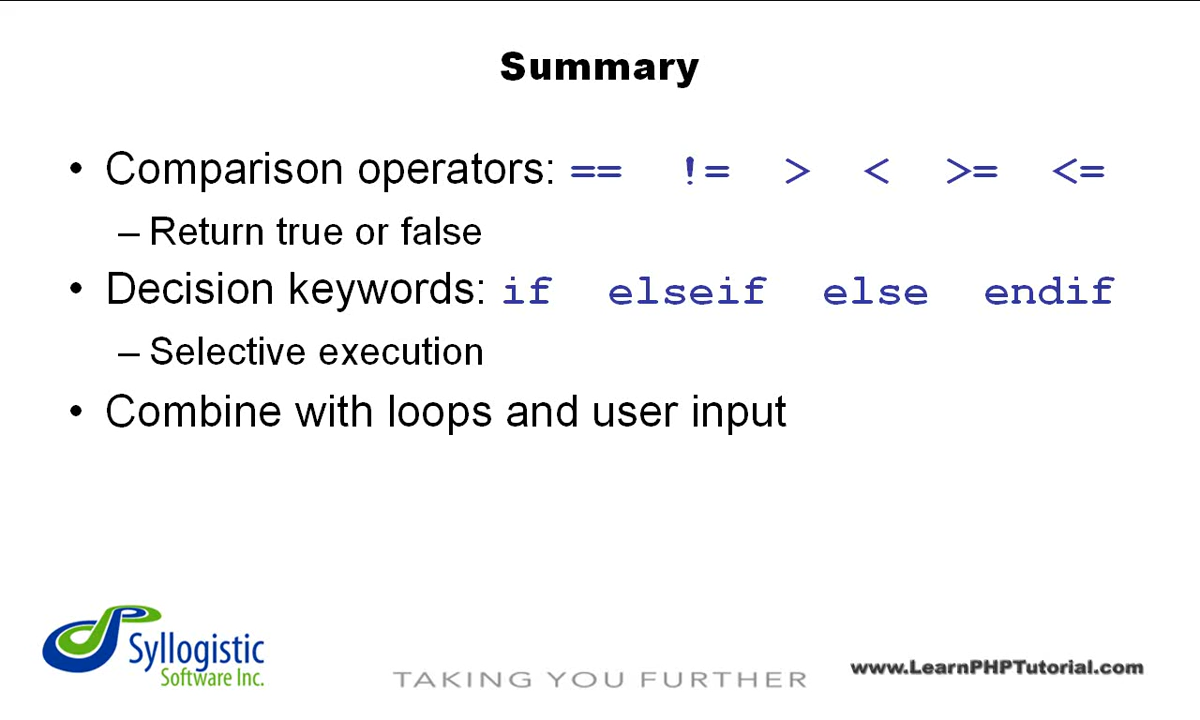 Summary
• Comparison operators: == != > < >= <=
– Return true or false
• Decision keywords: if elseif else endif
– Selective execution
• Combine with loops and user input
Syllogistic
Software Inc.
TAKING YOU FURTHER
www.LearnPHPTutorial.com